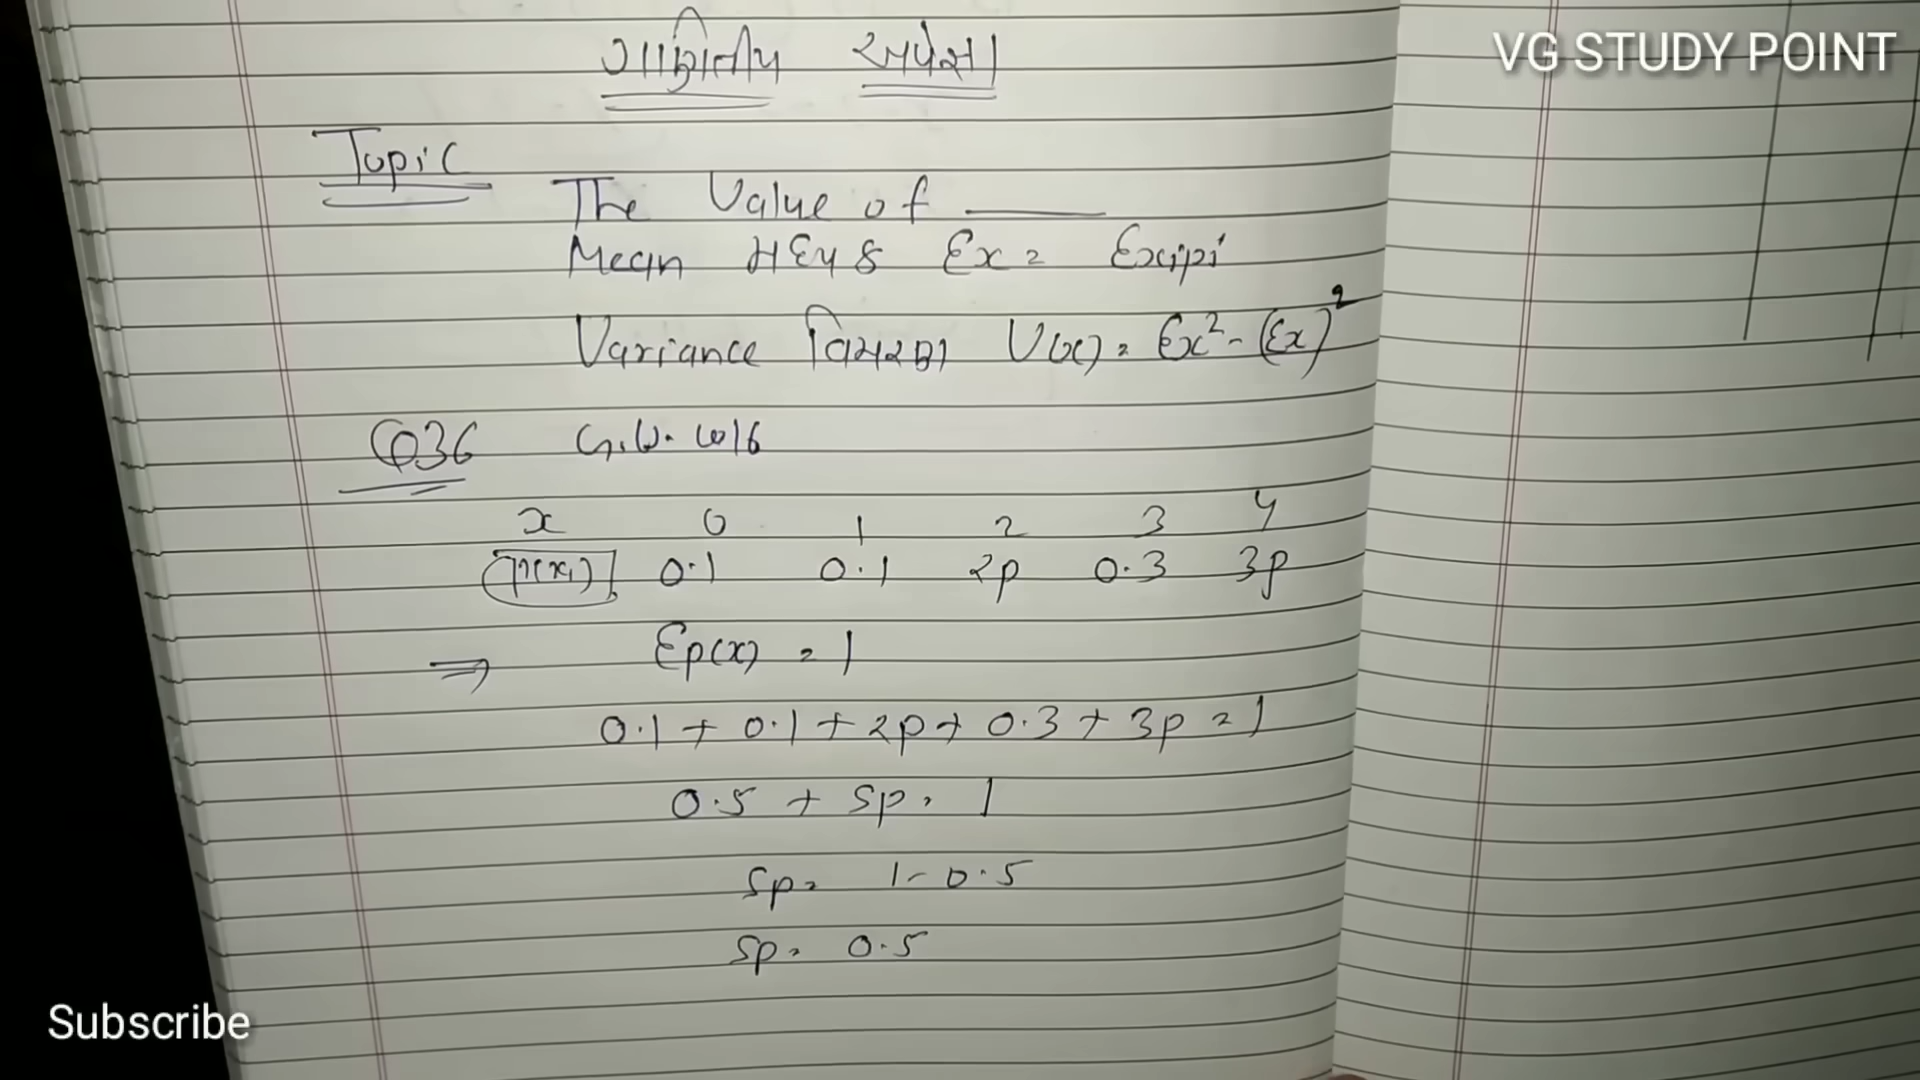 VG STUDY POINT
ગાણિતીય અપેક્ષા
Topic
The Value of ____
Mean મધ્યક Ex = Σxipi
Variance વિચરણ V(x) = Ex² - (Ex)²
Q36 G.W.
x 0 1 2 3 4
p(xi) 0.1 0.1 2p 0.3 3p
⇒ Σp(x) = 1
0.1 + 0.1 + 2p + 0.3 + 3p = 1
0.5 + 5p = 1
5p = 1 - 0.5
5p = 0.5
Subscribe